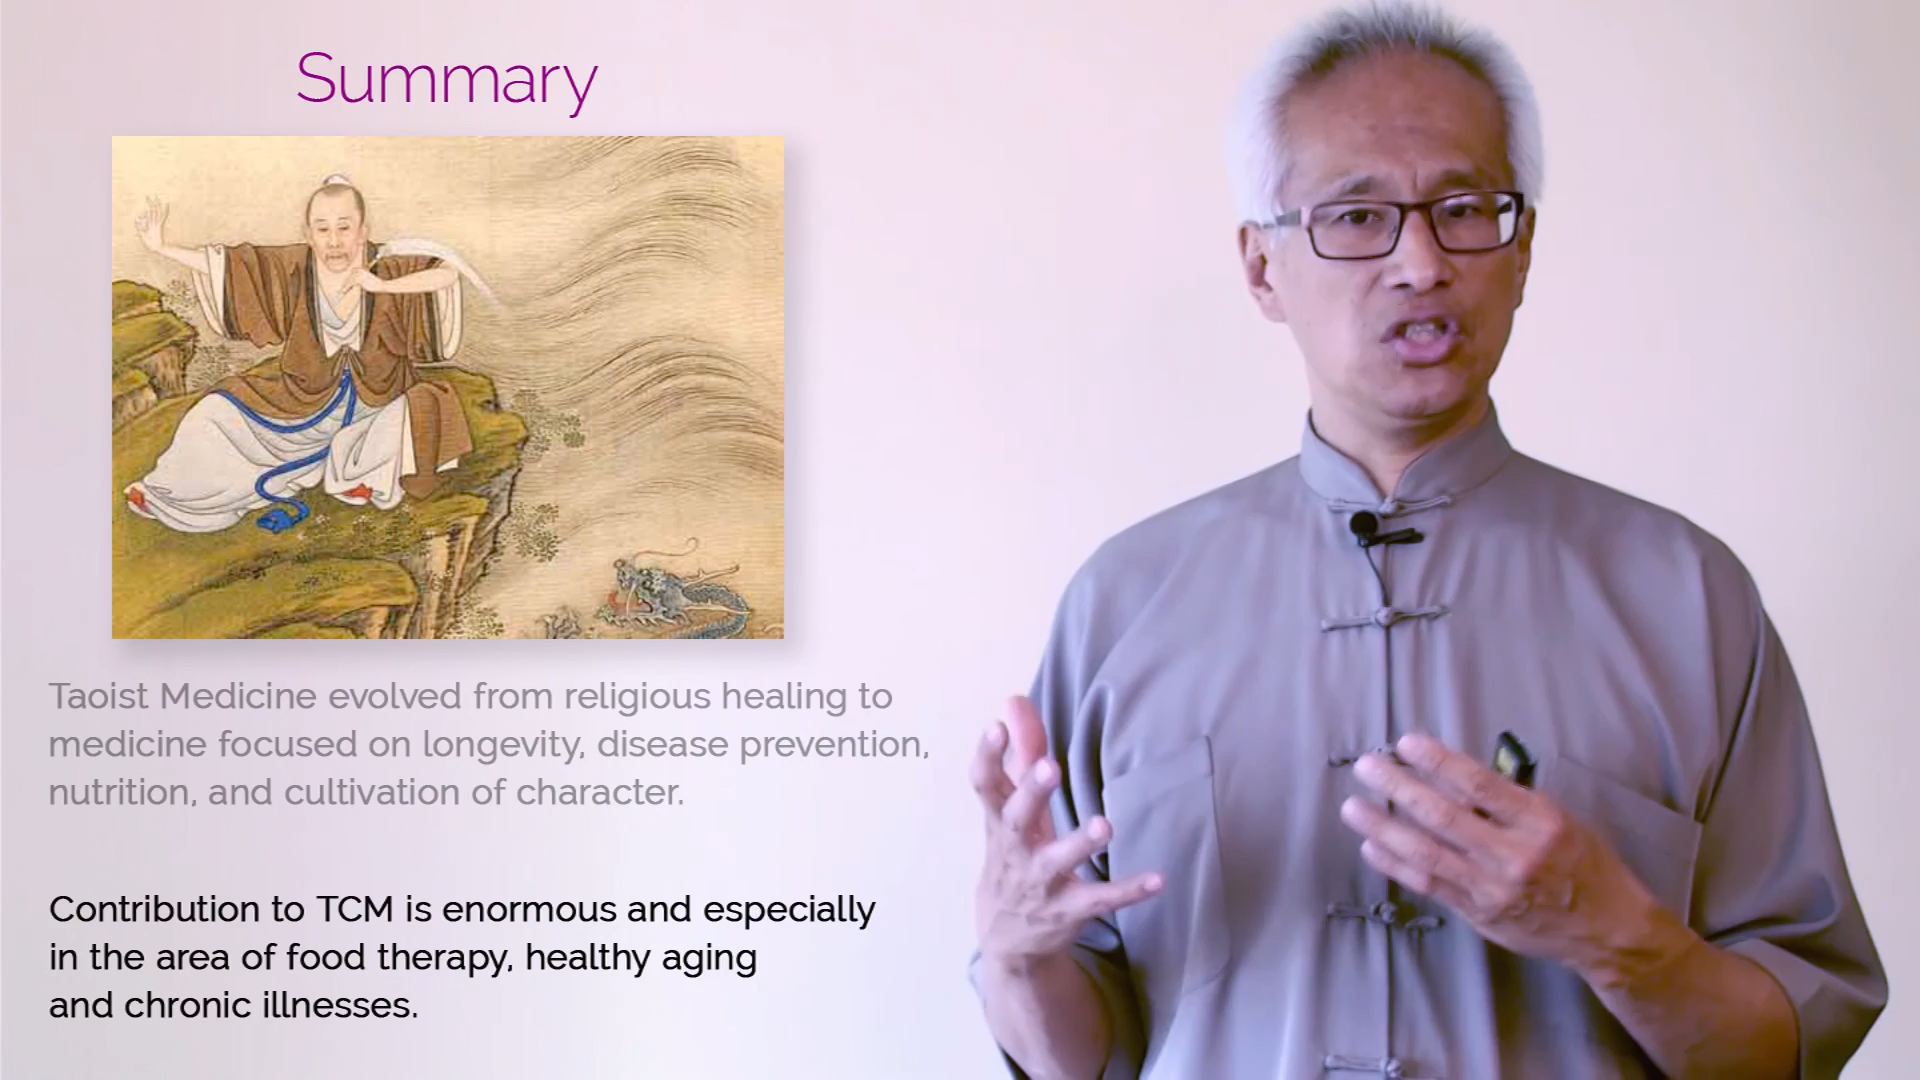 Summary
Taoist Medicine evolved from religious healing to
medicine focused on longevity, disease prevention,
nutrition, and cultivation of character.
Contribution to TCM is enormous and especially
in the area of food therapy, healthy aging
and chronic illnesses.